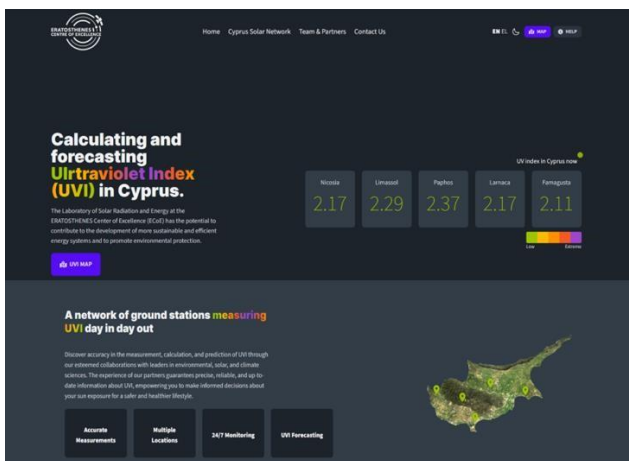 ERATOSTHENES
CENTRE OF EXCELLENCE
Home Cyprus Solar Network Team & Partners Contact Us
EN EL MAP HELP
Calculating and
forecasting
Ulrtraviolet Index
(UVI) in Cyprus.
The Laboratory of Solar Radiation and Energy at the
ERATOSTHENES Center of Excellence (ECoE) has the potential to
contribute to the development of more sustainable and efficient
energy systems and to promote environmental protection.
UVI MAP
UV index in Cyprus now
Nicosia Limassol Paphos Larnaca Famagusta
2.17 2.29 2.37 2.17 2.11
Low Extreme
A network of ground stations measuring
UVI day in day out
Discover accuracy in the measurement, calculation, and prediction of UVI through
our esteemed collaborations with leaders in environmental, solar, and climate
sciences. The experience of our partners guarantees precise, reliable, and up-to-
date information about UVI, empowering you to make informed decisions about
your sun exposure for a safer and healthier lifestyle.
Accurate Multiple 24/7 Monitoring UVI Forecasting
Measurements Locations